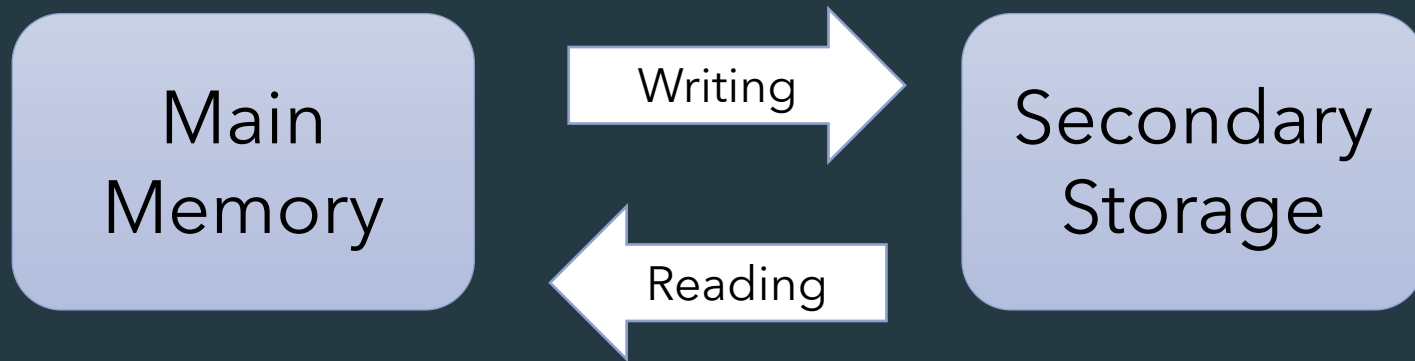 Main
Memory
Writing
Reading
Secondary
Storage